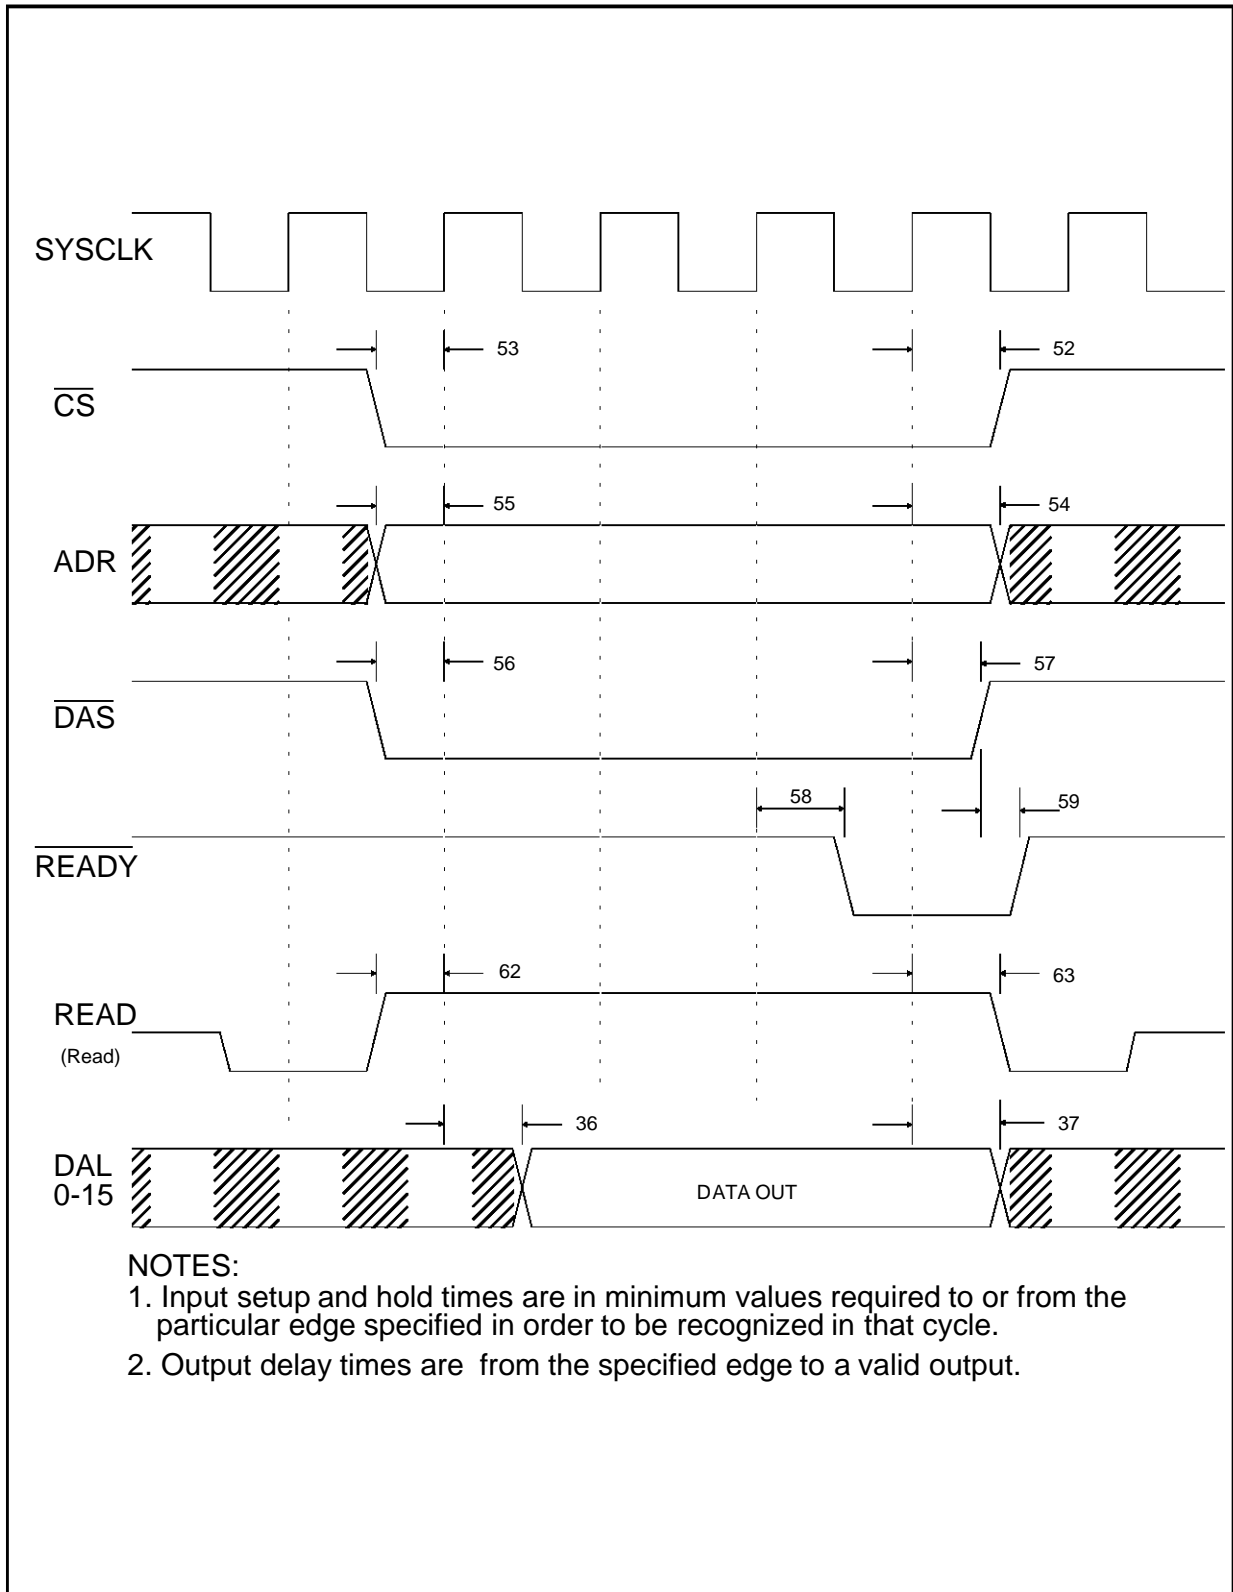 SYSCLK
53
52
CS
55
54
ADR
56
57
DAS
58
59
READY
62
63
READ
(Read)
36
37
DAL
0-15
DATA OUT
NOTES:
1. Input setup and hold times are in minimum values required to or from the
particular edge specified in order to be recognized in that cycle.
2. Output delay times are from the specified edge to a valid output.